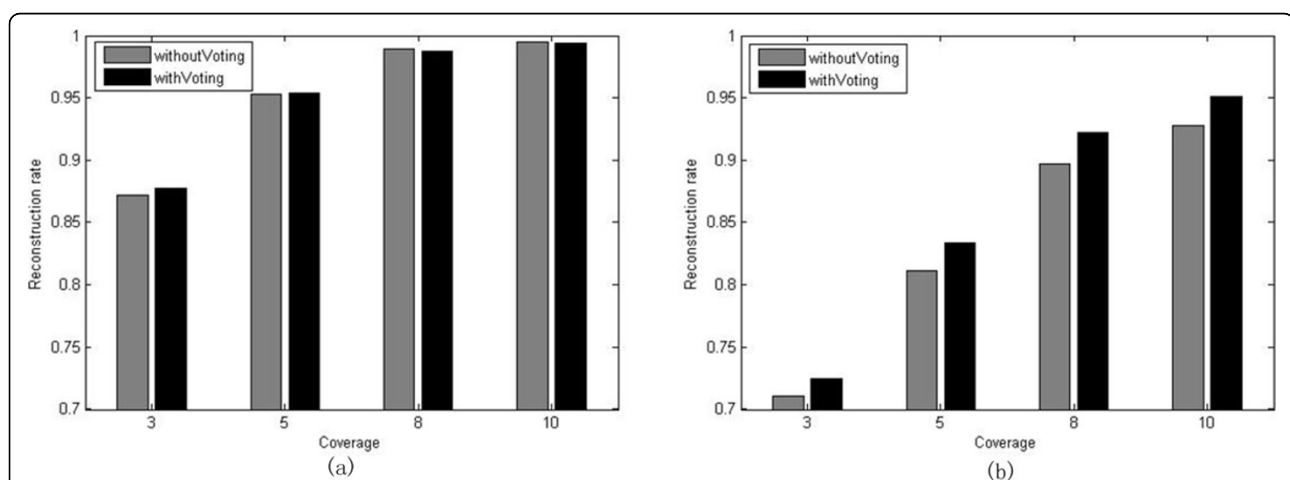 withoutVoting
withVoting
1
0.95
0.9
0.85
0.8
0.75
0.7
Reconstruction rate
3 5 8 10
Coverage
(a)
withoutVoting
withVoting
1
0.95
0.9
0.85
0.8
0.75
0.7
Reconstruction rate
3 5 8 10
Coverage
(b)